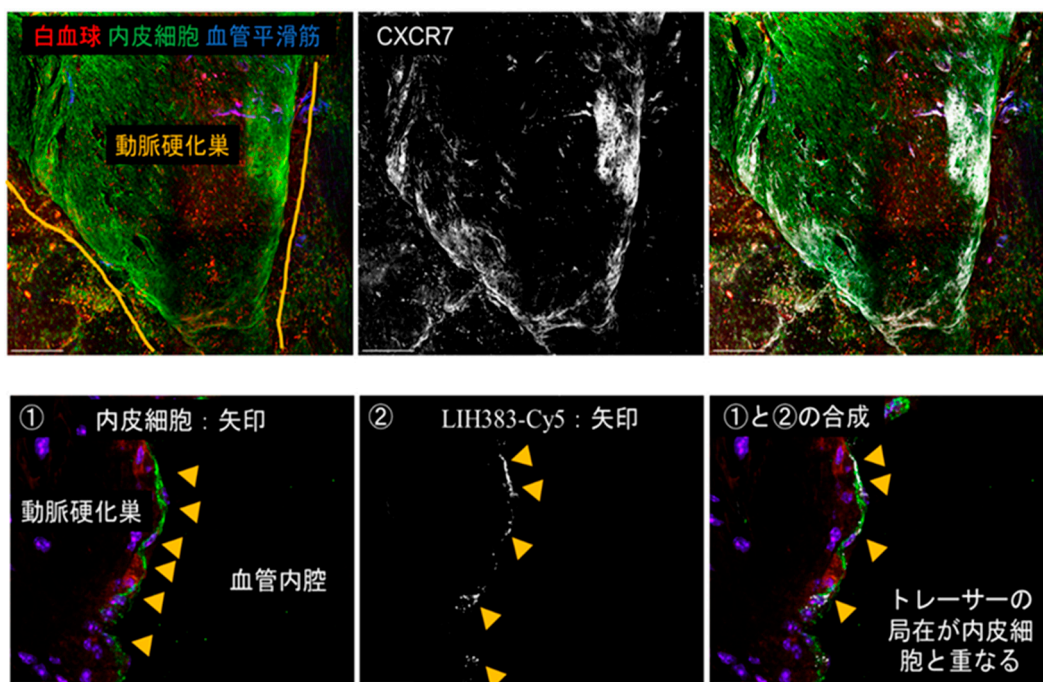 白血球 内皮細胞 血管平滑筋
動脈硬化巣
CXCR7
① 内皮細胞：矢印
動脈硬化巣
血管内腔
② LIH383-Cy5：矢印
①と②の合成
トレーサーの
局在が内皮細
胞と重なる